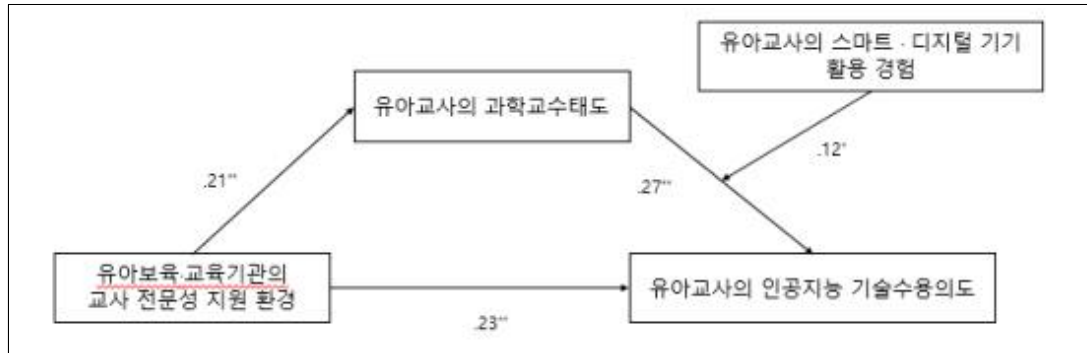 유아교사의 스마트 · 디지털 기기
활용 경험
유아교사의 과학교수태도
.12*
.21**
.27**
유아보육·교육기관의
교사 전문성 지원 환경
유아교사의 인공지능 기술수용의도
.23**